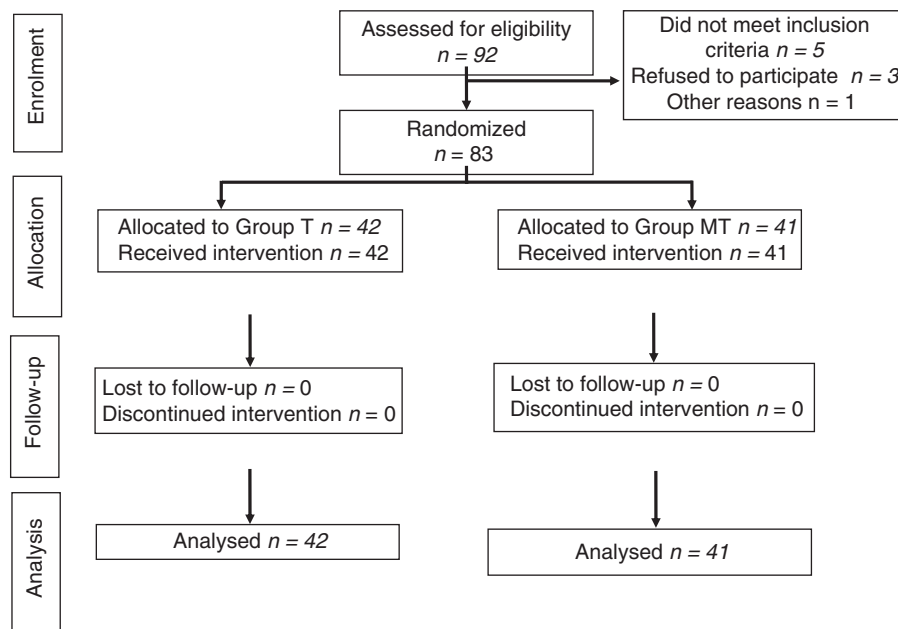 Enrolment
Assessed for eligibility
n = 92
Did not meet inclusion
criteria n = 5
Refused to participate n = 3
Other reasons n = 1
Randomized
n = 83
Allocation
Allocated to Group T n = 42
Received intervention n = 42
Allocated to Group MT n = 41
Received intervention n = 41
Follow-up
Lost to follow-up n = 0
Discontinued intervention n = 0
Lost to follow-up n = 0
Discontinued intervention n = 0
Analysis
Analysed n = 42
Analysed n = 41